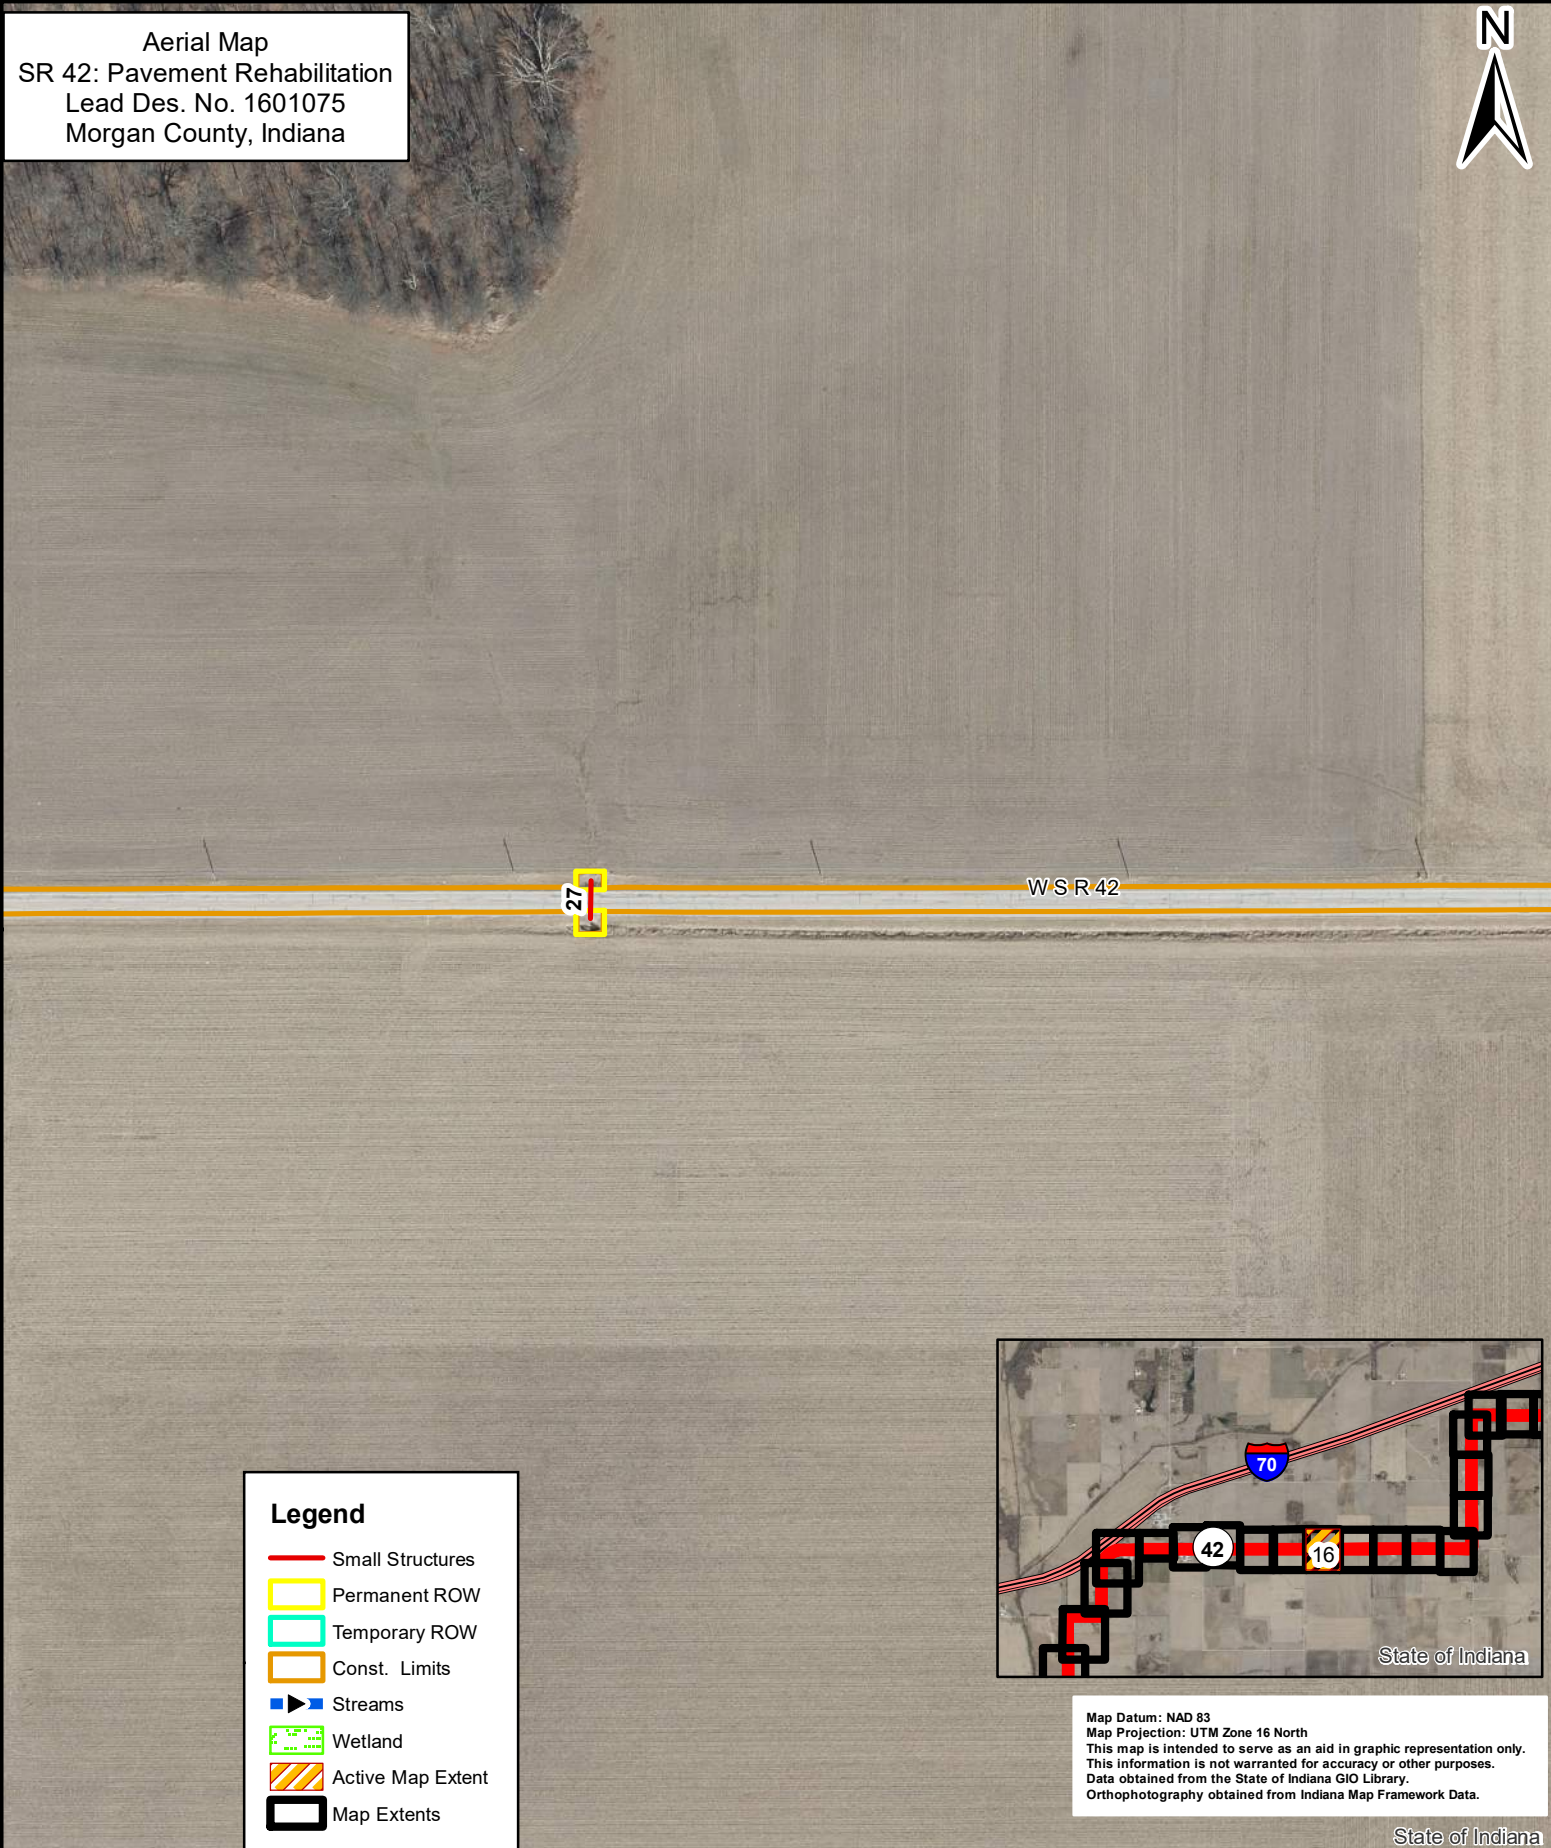 Aerial Map
SR 42: Pavement Rehabilitation
Lead Des. No. 1601075
Morgan County, Indiana
N
27
W S R 42
Legend
Small Structures
Permanent ROW
Temporary ROW
Const. Limits
Streams
Wetland
Active Map Extent
Map Extents
70
42
16
State of Indiana
Map Datum: NAD 83
Map Projection: UTM Zone 16 North
This map is intended to serve as an aid in graphic representation only.
This information is not warranted for accuracy or other purposes.
Data obtained from the State of Indiana GIO Library.
Orthophotography obtained from Indiana Map Framework Data.
State of Indiana